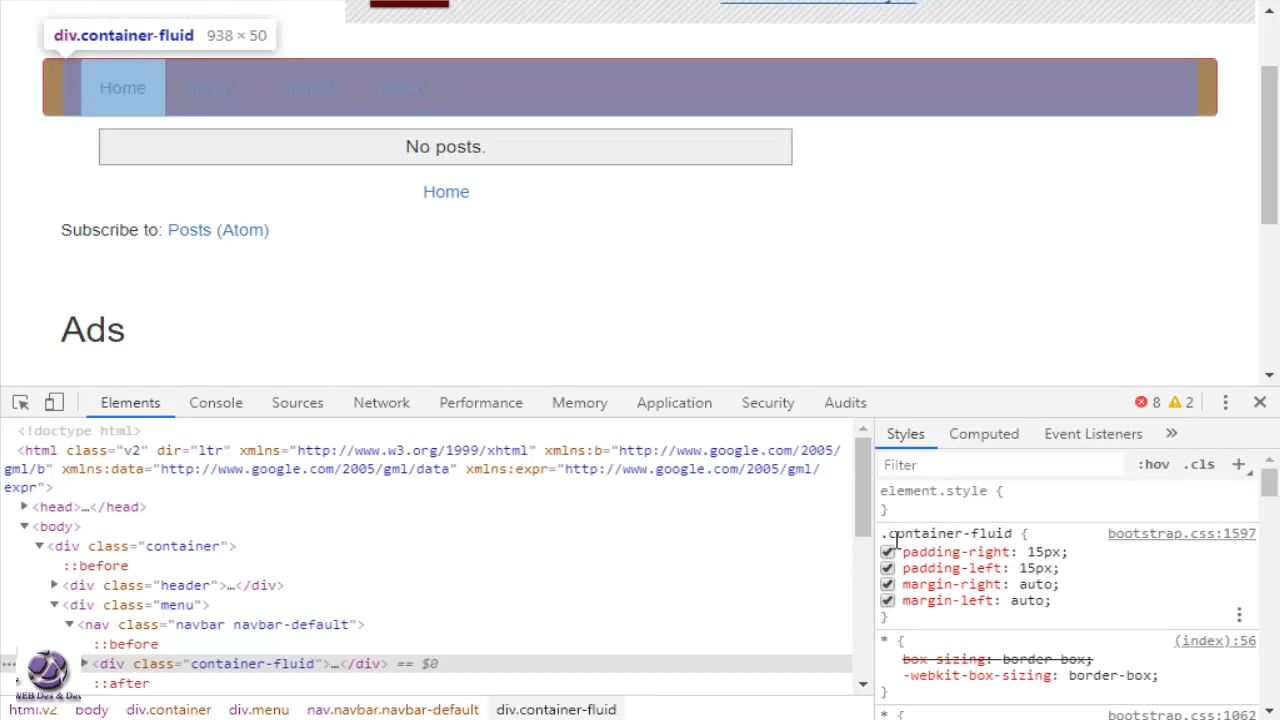 div.container-fluid 938 × 50
Home
No posts.
Home
Subscribe to: Posts (Atom)
Ads
Elements Console Sources Network Performance Memory Application Security Audits 8 2
<!doctype html>
<html class="v2" dir="ltr" xmlns="http://www.w3.org/1999/xhtml" xmlns:b="http://www.google.com/2005/
gml/b" xmlns:data="http://www.google.com/2005/gml/data" xmlns:expr="http://www.google.com/2005/gml/
expr">
<head>…</head>
<body>
<div class="container">
::before
<div class="header">…</div>
<div class="menu">
<nav class="navbar navbar-default">
::before
<div class="container-fluid">…</div> == $0
::after
html.v2 body div.container div.menu nav.navbar.navbar-default div.container-fluid
Styles Computed Event Listeners »
Filter :hov .cls +
element.style {
}
.container-fluid { bootstrap.css:1597
padding-right: 15px;
padding-left: 15px;
margin-right: auto;
margin-left: auto;
}
* { (index):56
box-sizing: border-box;
-webkit-box-sizing: border-box;
}
* { bootstrap.css:1062
WEB Des & Dev